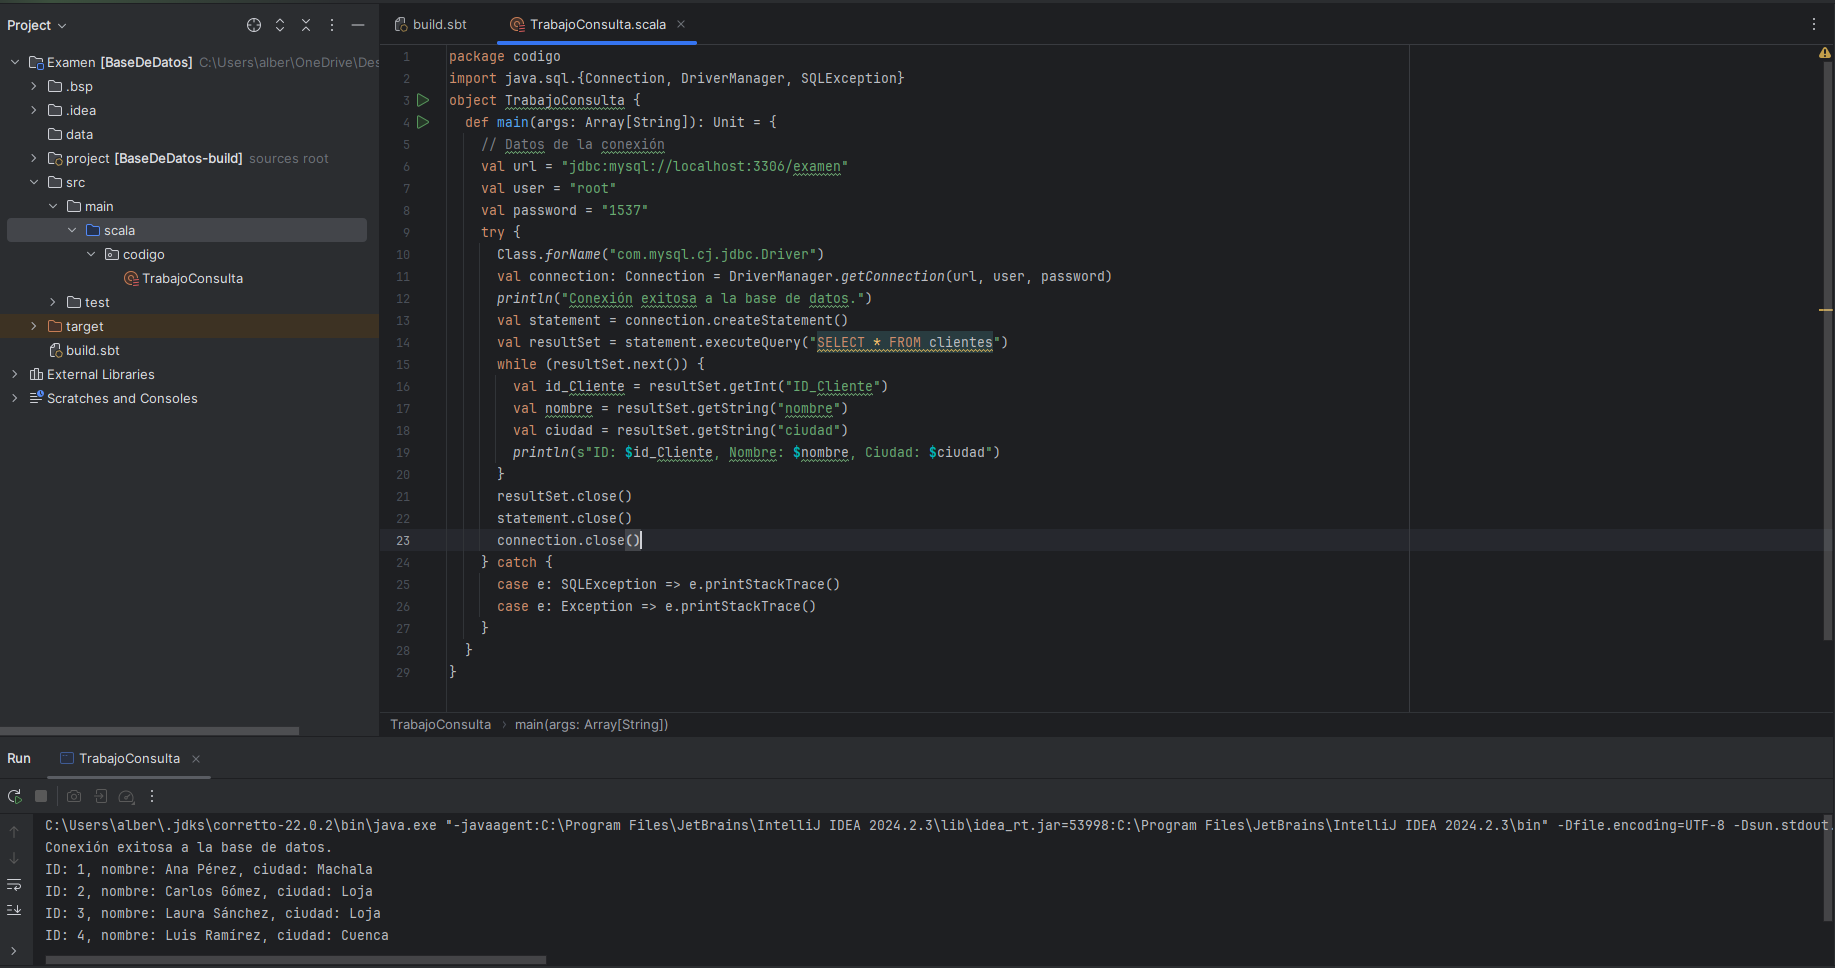 Project
Examen [BaseDeDatos] C:\Users\alber\OneDrive\Des
.bsp
.idea
data
project [BaseDeDatos-build] sources root
src
main
scala
codigo
TrabajoConsulta
test
target
build.sbt
External Libraries
Scratches and Consoles
build.sbt
TrabajoConsulta.scala
1 package codigo
2 import java.sql.{Connection, DriverManager, SQLException}
3 object TrabajoConsulta {
4 def main(args: Array[String]): Unit = {
5 // Datos de la conexión
6 val url = "jdbc:mysql://localhost:3306/examen"
7 val user = "root"
8 val password = "1537"
9 try {
10 Class.forName("com.mysql.cj.jdbc.Driver")
11 val connection: Connection = DriverManager.getConnection(url, user, password)
12 println("Conexión exitosa a la base de datos.")
13 val statement = connection.createStatement()
14 val resultSet = statement.executeQuery("SELECT * FROM clientes")
15 while (resultSet.next()) {
16 val id_Cliente = resultSet.getInt("ID_Cliente")
17 val nombre = resultSet.getString("nombre")
18 val ciudad = resultSet.getString("ciudad")
19 println(s"ID: $id_Cliente, Nombre: $nombre, Ciudad: $ciudad")
20 }
21 resultSet.close()
22 statement.close()
23 connection.close()
24 } catch {
25 case e: SQLException => e.printStackTrace()
26 case e: Exception => e.printStackTrace()
27 }
28 }
29 }
TrabajoConsulta › main(args: Array[String])
Run TrabajoConsulta
C:\Users\alber\.jdks\corretto-22.0.2\bin\java.exe "-javaagent:C:\Program Files\JetBrains\IntelliJ IDEA 2024.2.3\lib\idea_rt.jar=53998:C:\Program Files\JetBrains\IntelliJ IDEA 2024.2.3\bin" -Dfile.encoding=UTF-8 -Dsun.stdout.
Conexión exitosa a la base de datos.
ID: 1, nombre: Ana Pérez, ciudad: Machala
ID: 2, nombre: Carlos Gómez, ciudad: Loja
ID: 3, nombre: Laura Sánchez, ciudad: Loja
ID: 4, nombre: Luis Ramírez, ciudad: Cuenca